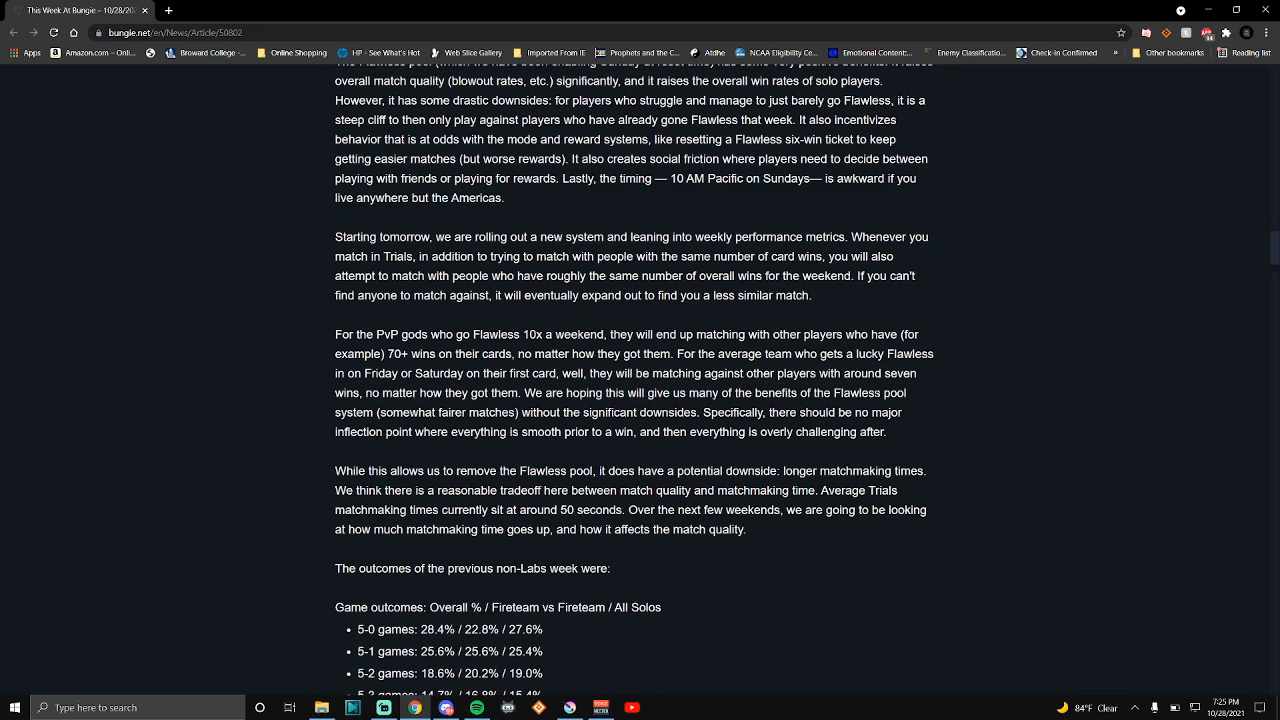 This Week At Bungie – 10/28/202
bungie.net/en/News/Article/50802
Apps
Amazon.com – Onli...
Broward College -...
Online Shopping
HP - See What's Hot
Web Slice Gallery
Imported From IE
Prophets and the C...
Jedhe
NCAA Eligibility Ce...
Emotional Content:...
Enemy Classificatio...
Check-In Confirmed
»
Other bookmarks
Reading list
overall match quality (blowout rates, etc.) significantly, and it raises the overall win rates of solo players.
However, it has some drastic downsides: for players who struggle and manage to just barely go Flawless, it is a
steep cliff to then only play against players who have already gone Flawless that week. It also incentivizes
behavior that is at odds with the mode and reward systems, like resetting a Flawless six-win ticket to keep
getting easier matches (but worse rewards). It also creates social friction where players need to decide between
playing with friends or playing for rewards. Lastly, the timing — 10 AM Pacific on Sundays— is awkward if you
live anywhere but the Americas.
Starting tomorrow, we are rolling out a new system and leaning into weekly performance metrics. Whenever you
match in Trials, in addition to trying to match with people with the same number of card wins, you will also
attempt to match with people who have roughly the same number of overall wins for the weekend. If you can't
find anyone to match against, it will eventually expand out to find you a less similar match.
For the PvP gods who go Flawless 10x a weekend, they will end up matching with other players who have (for
example) 70+ wins on their cards, no matter how they got them. For the average team who gets a lucky Flawless
in on Friday or Saturday on their first card, well, they will be matching against other players with around seven
wins, no matter how they got them. We are hoping this will give us many of the benefits of the Flawless pool
system (somewhat fairer matches) without the significant downsides. Specifically, there should be no major
inflection point where everything is smooth prior to a win, and then everything is overly challenging after.
While this allows us to remove the Flawless pool, it does have a potential downside: longer matchmaking times.
We think there is a reasonable tradeoff here between match quality and matchmaking time. Average Trials
matchmaking times currently sit at around 50 seconds. Over the next few weekends, we are going to be looking
at how much matchmaking time goes up, and how it affects the match quality.
The outcomes of the previous non-Labs week were:
Game outcomes: Overall % / Fireteam vs Fireteam / All Solos
• 5-0 games: 28.4% / 22.8% / 27.6%
• 5-1 games: 25.6% / 25.6% / 25.4%
• 5-2 games: 18.6% / 20.2% / 19.0%
Type here to search
84°F Clear
7:25 PM
10/28/2021